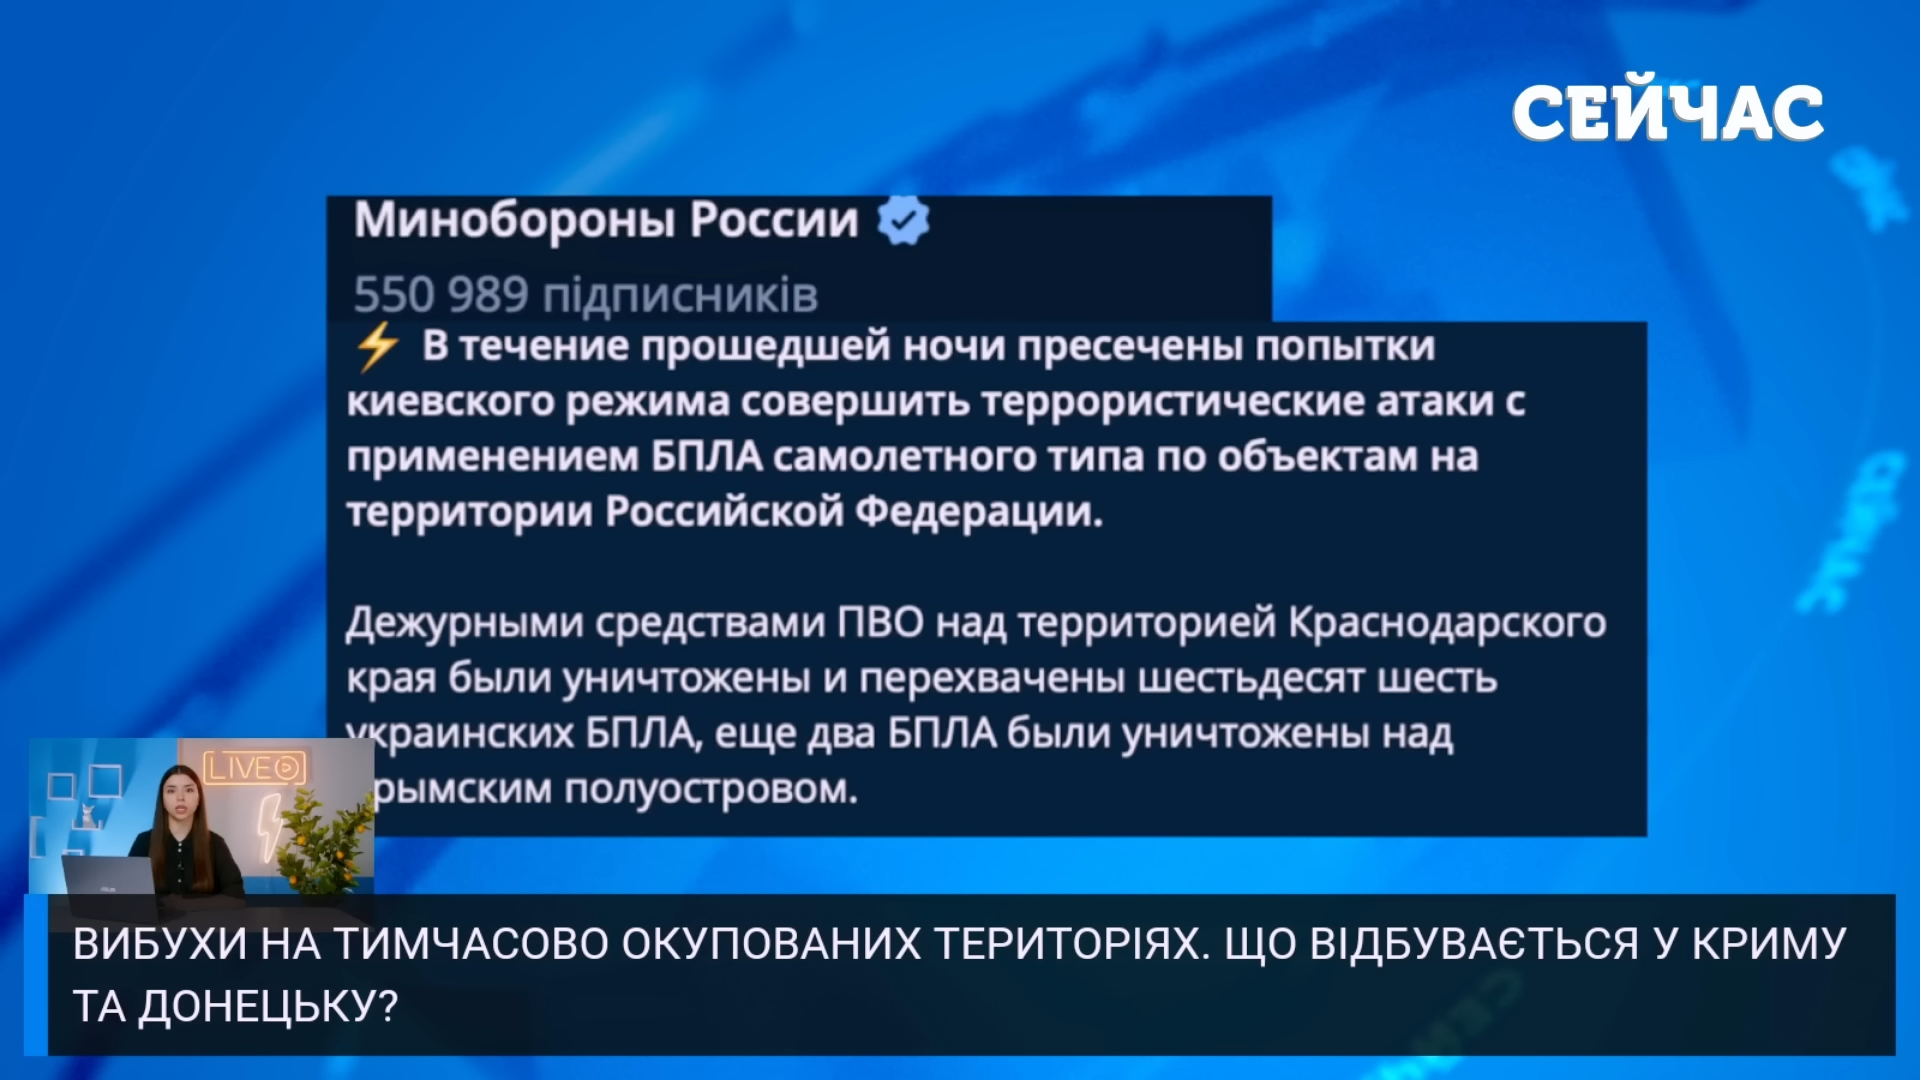 СЕЙЧАС
Минобороны России
550 989 підписників
⚡ В течение прошедшей ночи пресечены попытки
киевского режима совершить террористические атаки с
применением БПЛА самолетного типа по объектам на
территории Российской Федерации.
Дежурными средствами ПВО над территорией Краснодарского
края были уничтожены и перехвачены шестьдесят шесть
украинских БПЛА, еще два БПЛА были уничтожены над
рымским полуостровом.
LIVE
ВИБУХИ НА ТИМЧАСОВО ОКУПОВАНИХ ТЕРИТОРІЯХ. ЩО ВІДБУВАЄТЬСЯ У КРИМУ
ТА ДОНЕЦЬКУ?